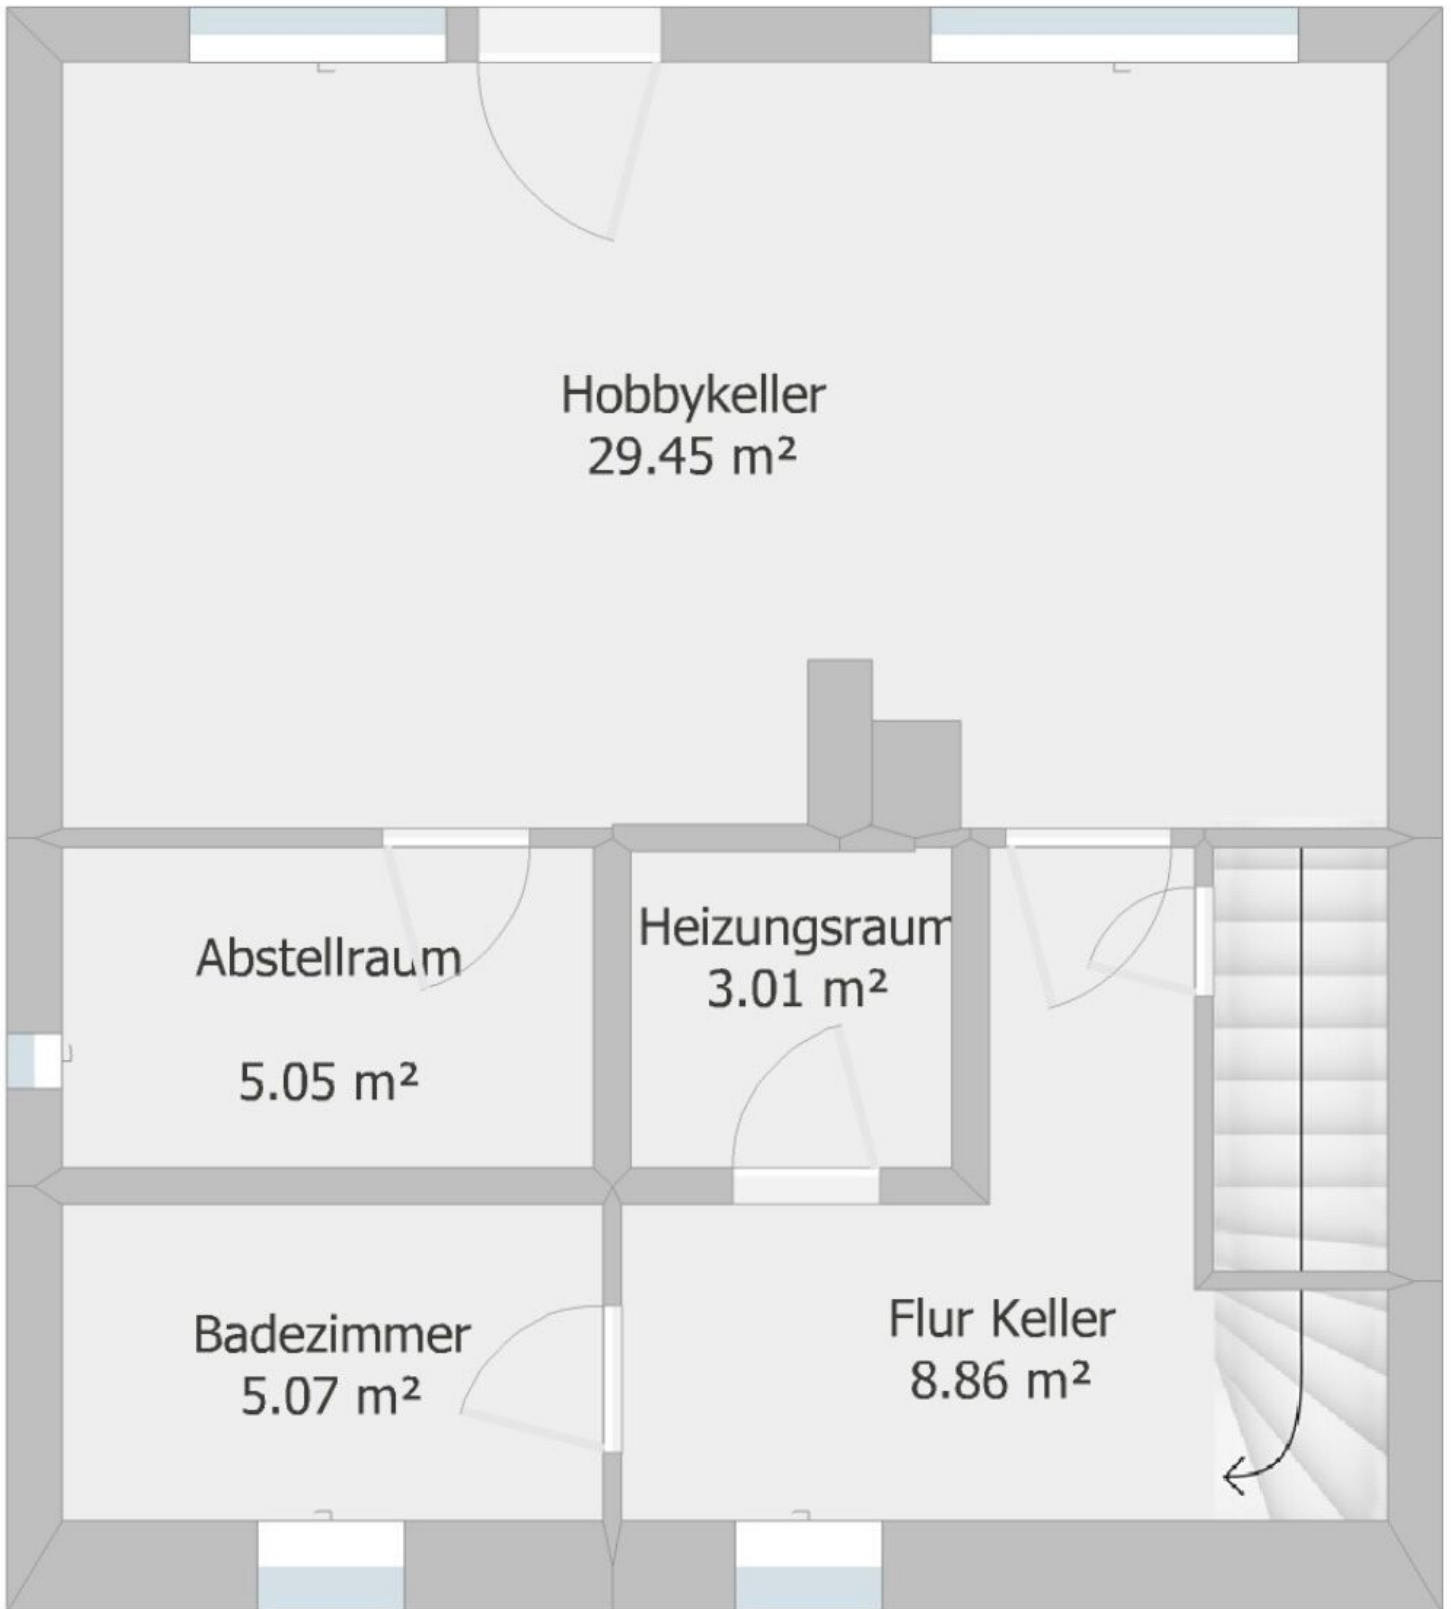 Hobbykeller
29.45 m²
Heizungsraum
3.01 m²
Abstellraum
5.05 m²
Badezimmer
5.07 m²
Flur Keller
8.86 m²